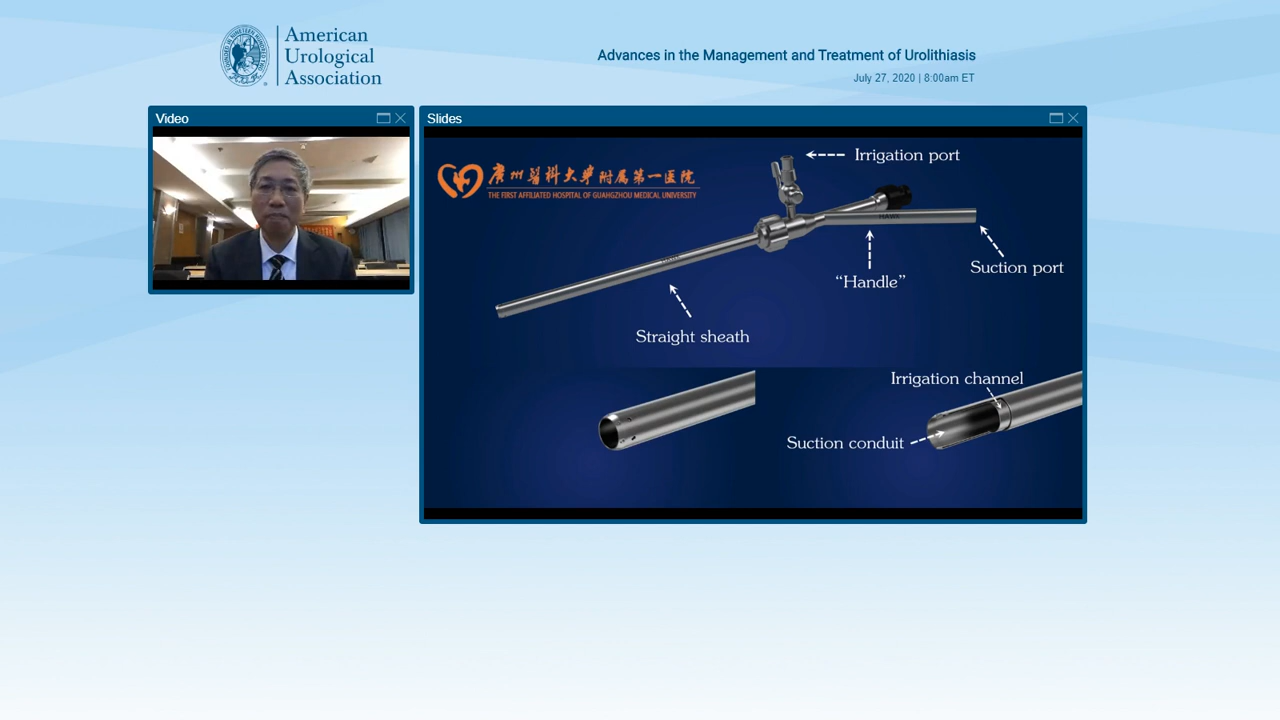 American
Urological
Association
Advances in the Management and Treatment of Urolithiasis
July 27, 2020 | 8:00am ET
Video
Slides
广州医科大学附属第一医院
THE FIRST AFFILIATED HOSPITAL OF GUAHGZHOU MEDICAL UNIVERSITY
Irrigation port
Suction port
“Handle”
Straight sheath
Irrigation channel
Suction conduit